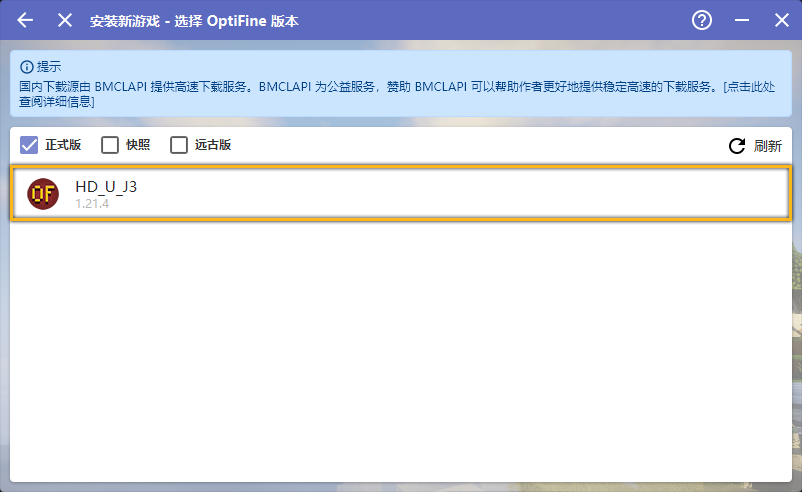 安装新游戏 - 选择 OptiFine 版本
提示
国内下载源由 BMCLAPI 提供高速下载服务。BMCLAPI 为公益服务，赞助 BMCLAPI 可以帮助作者更好地提供稳定高速的下载服务。[点击此处
查阅详细信息]
正式版 快照 远古版 刷新
OF HD_U_J3
1.21.4